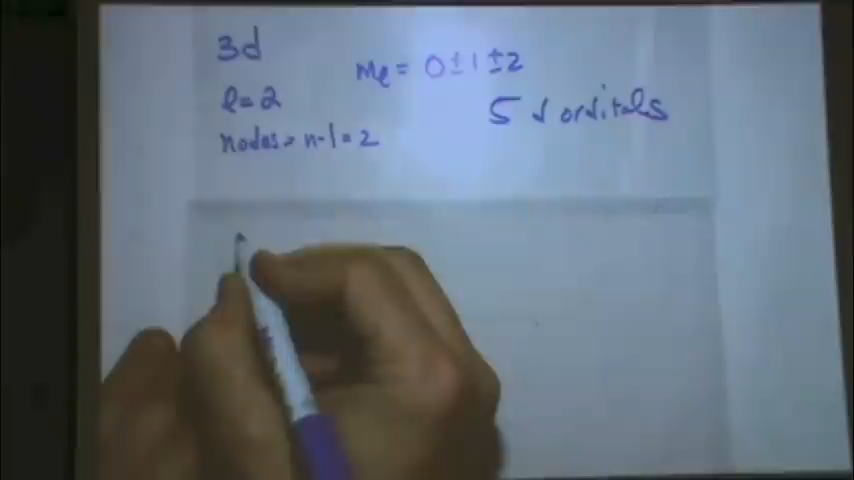 3d
mℓ = 0 ± 1 ± 2
ℓ = 2
5 d orbitals
nodes = n - 1 = 2